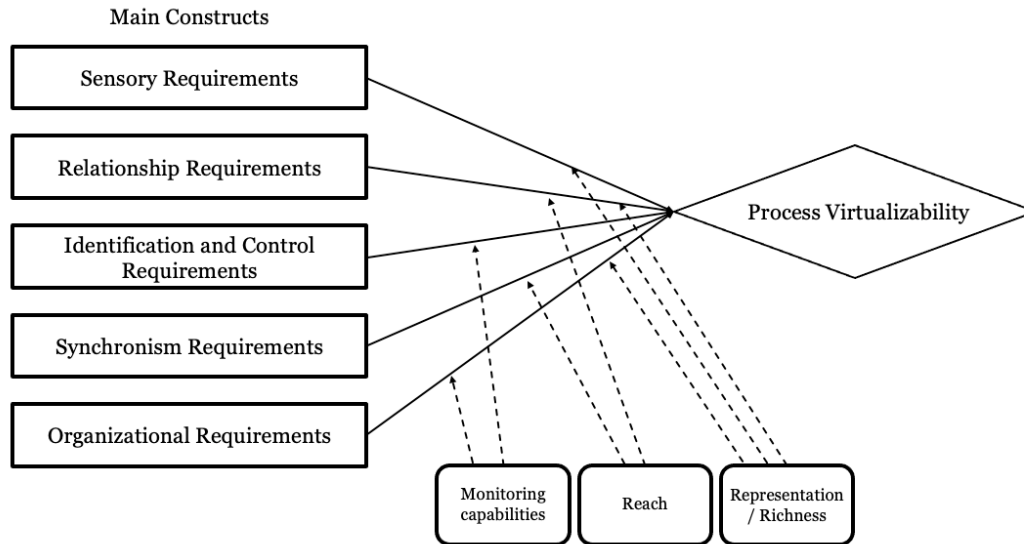 Main Constructs
Sensory Requirements
Relationship Requirements
Identification and Control
Requirements
Synchronism Requirements
Organizational Requirements
Process Virtualizability
Monitoring
capabilities
Reach
Representation
/ Richness